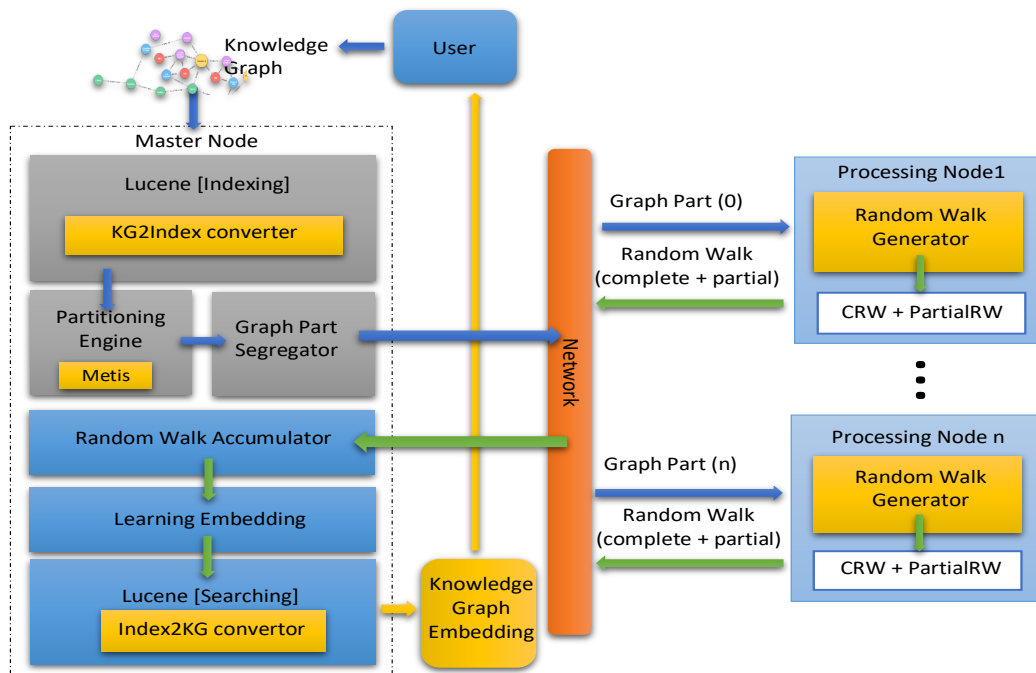 Knowledge
Graph
User
Master Node
Lucene [Indexing]
KG2Index converter
Partitioning
Engine
Metis
Graph Part
Segregator
Random Walk Accumulator
Learning Embedding
Lucene [Searching]
Index2KG convertor
Knowledge
Graph
Embedding
Network
Graph Part (0)
Random Walk
(complete + partial)
Processing Node1
Random Walk
Generator
CRW + PartialRW
Graph Part (n)
Random Walk
(complete + partial)
Processing Node n
Random Walk
Generator
CRW + PartialRW